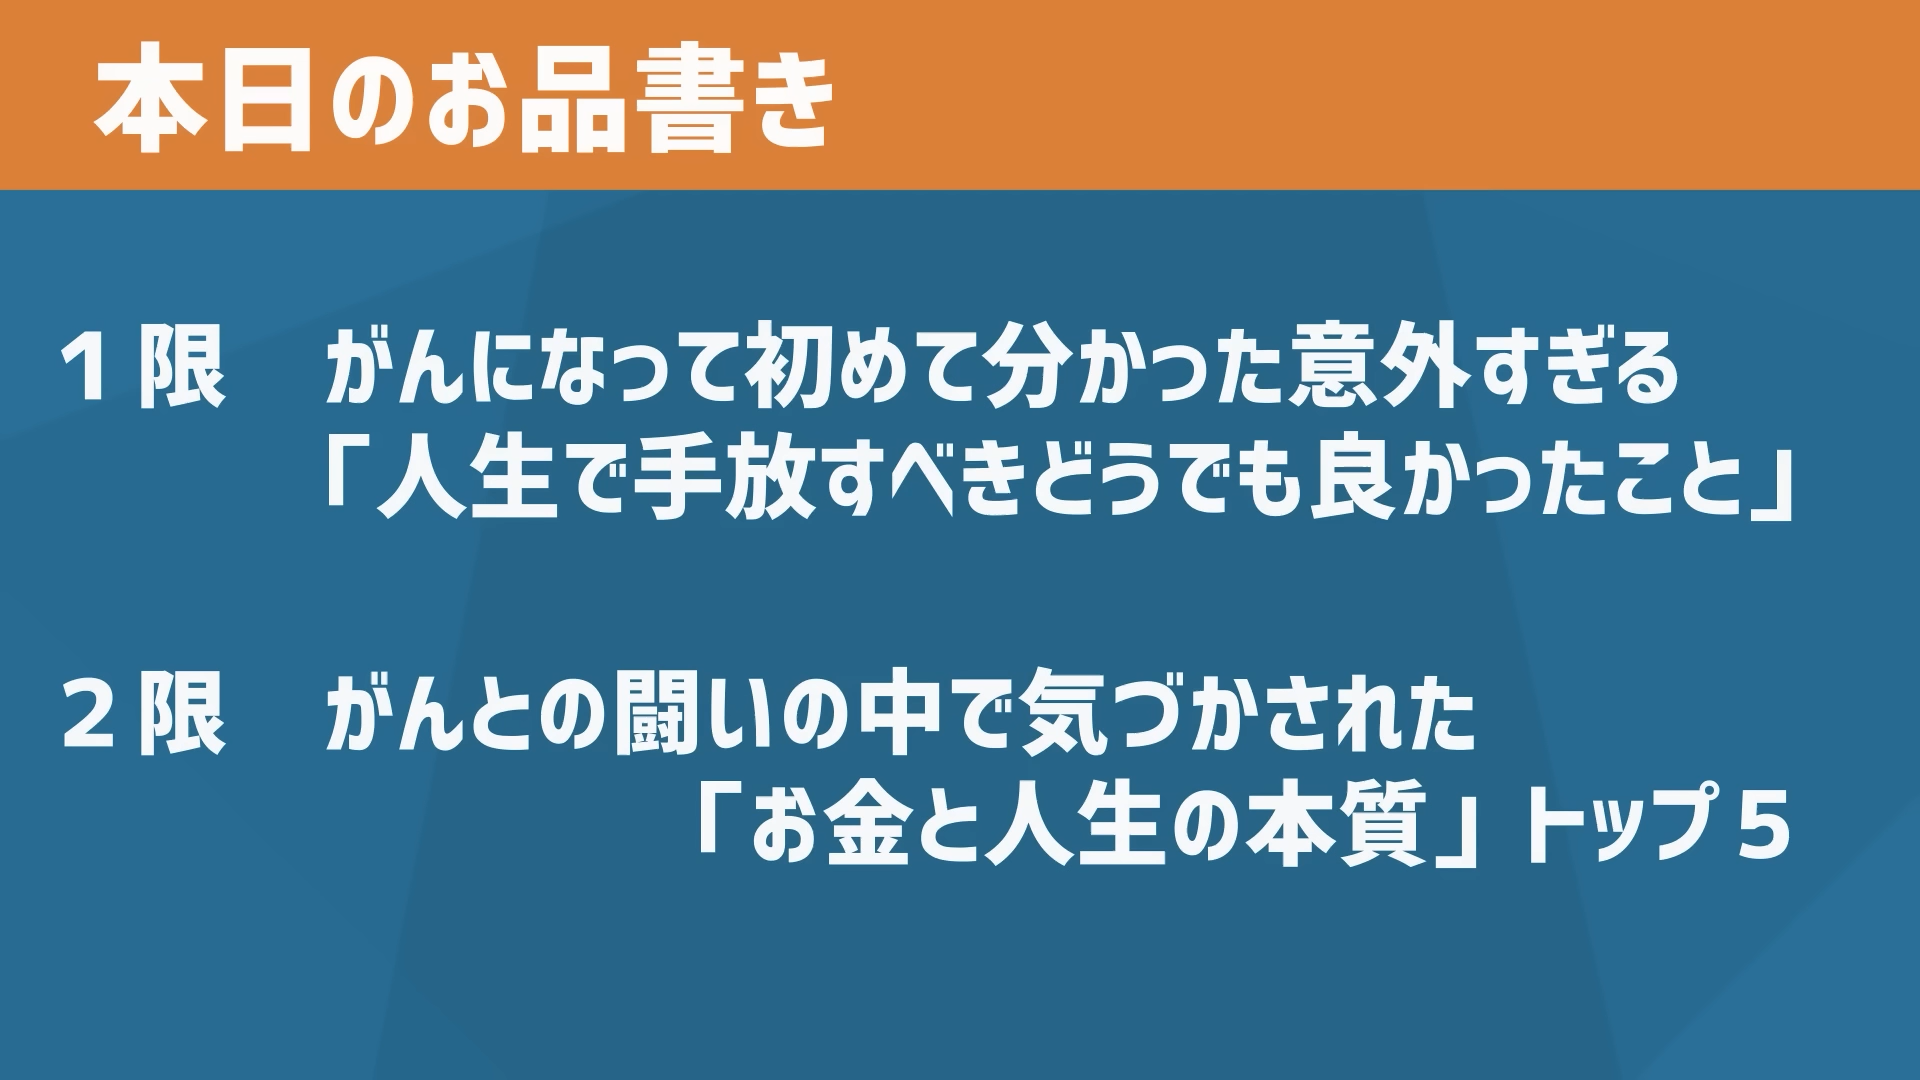 本日のお品書き
１限　がんになって初めて分かった意外すぎる
「人生で手放すべきどうでも良かったこと」
２限　がんとの闘いの中で気づかされた
「お金と人生の本質」トップ５